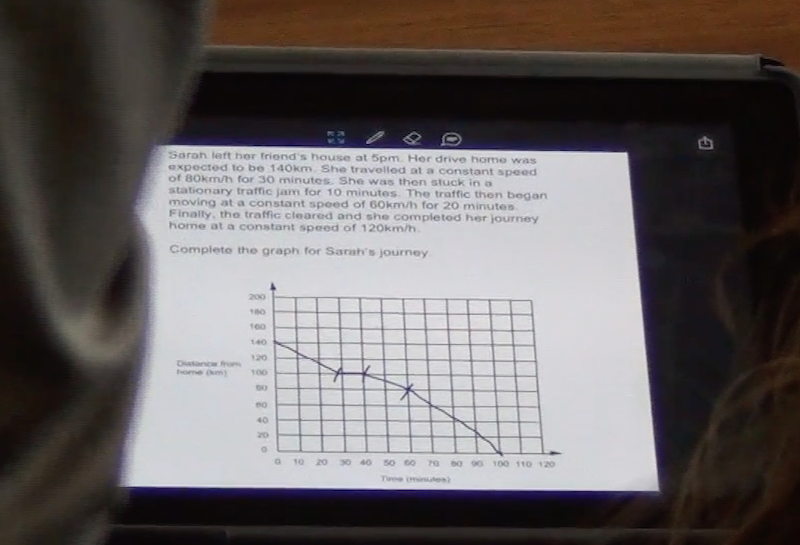 Sarah left her friend's house at 5pm. Her drive home was
expected to be 140km. She travelled at a constant speed
of 80km/h for 30 minutes. She was then stuck in a
stationary traffic jam for 10 minutes. The traffic then began
moving at a constant speed of 60km/h for 20 minutes.
Finally, the traffic cleared and she completed her journey
home at a constant speed of 120km/h.
Complete the graph for Sarah's journey
200
180
160
140
120
Distance from
home (km)
100
80
60
40
20
0
0 10 20 30 40 50 60 70 80 90 100 110 120
Time (minutes)